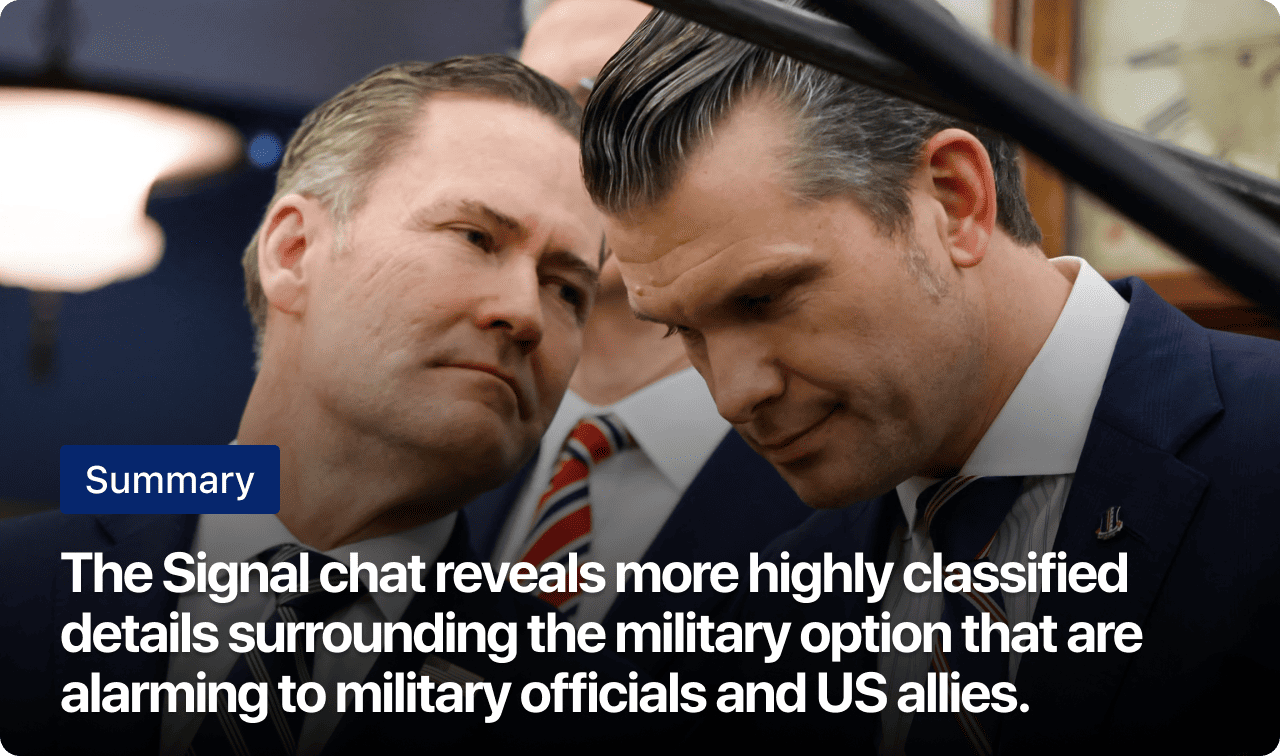 Summary
The Signal chat reveals more highly classified
details surrounding the military option that are
alarming to military officials and US allies.